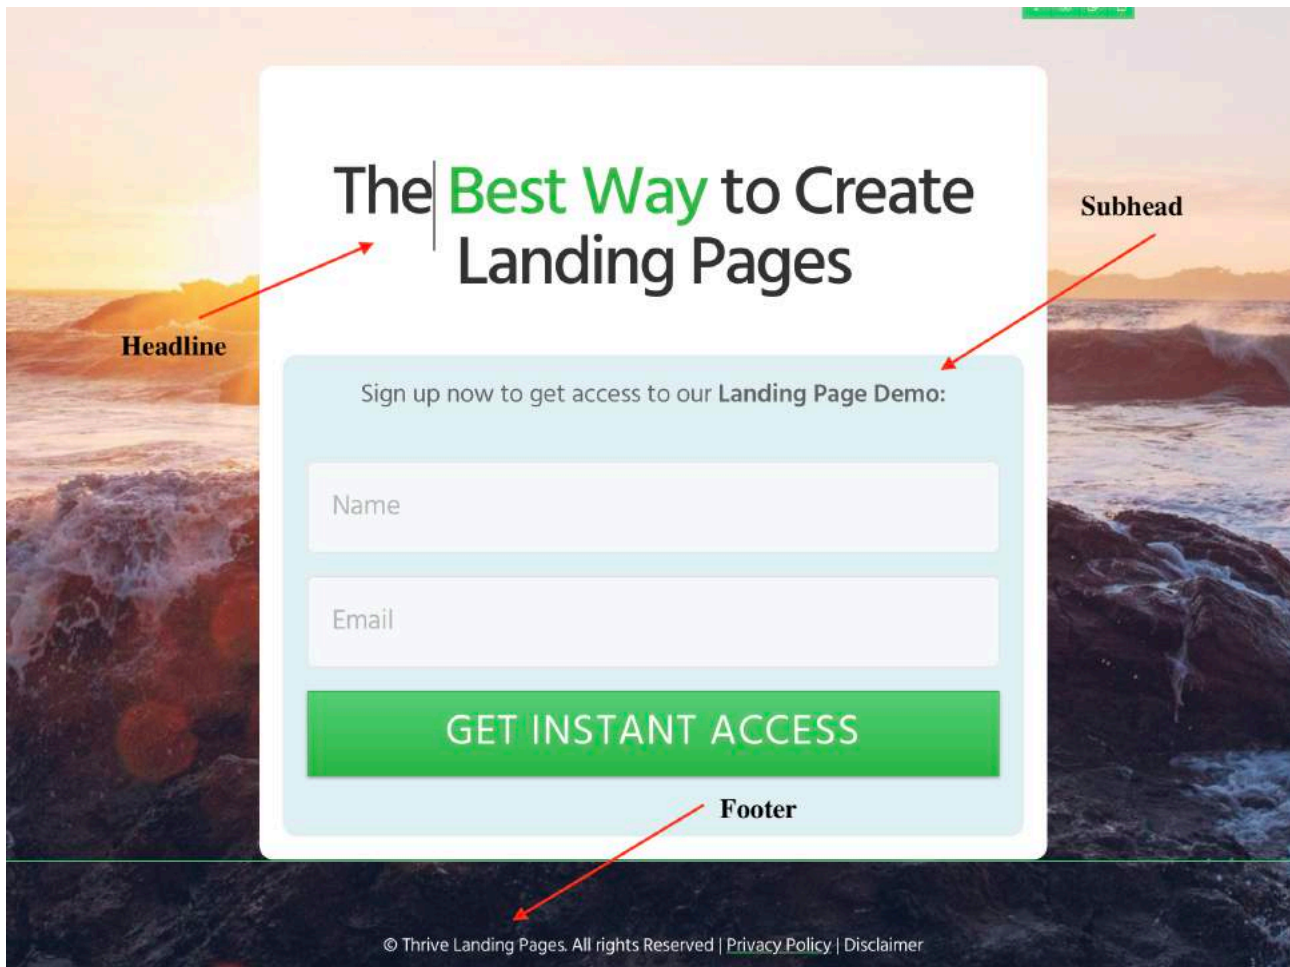 The Best Way to Create
Landing Pages
Subhead
Headline
Sign up now to get access to our Landing Page Demo:
Name
Email
GET INSTANT ACCESS
Footer
© Thrive Landing Pages. All rights Reserved | Privacy Policy | Disclaimer